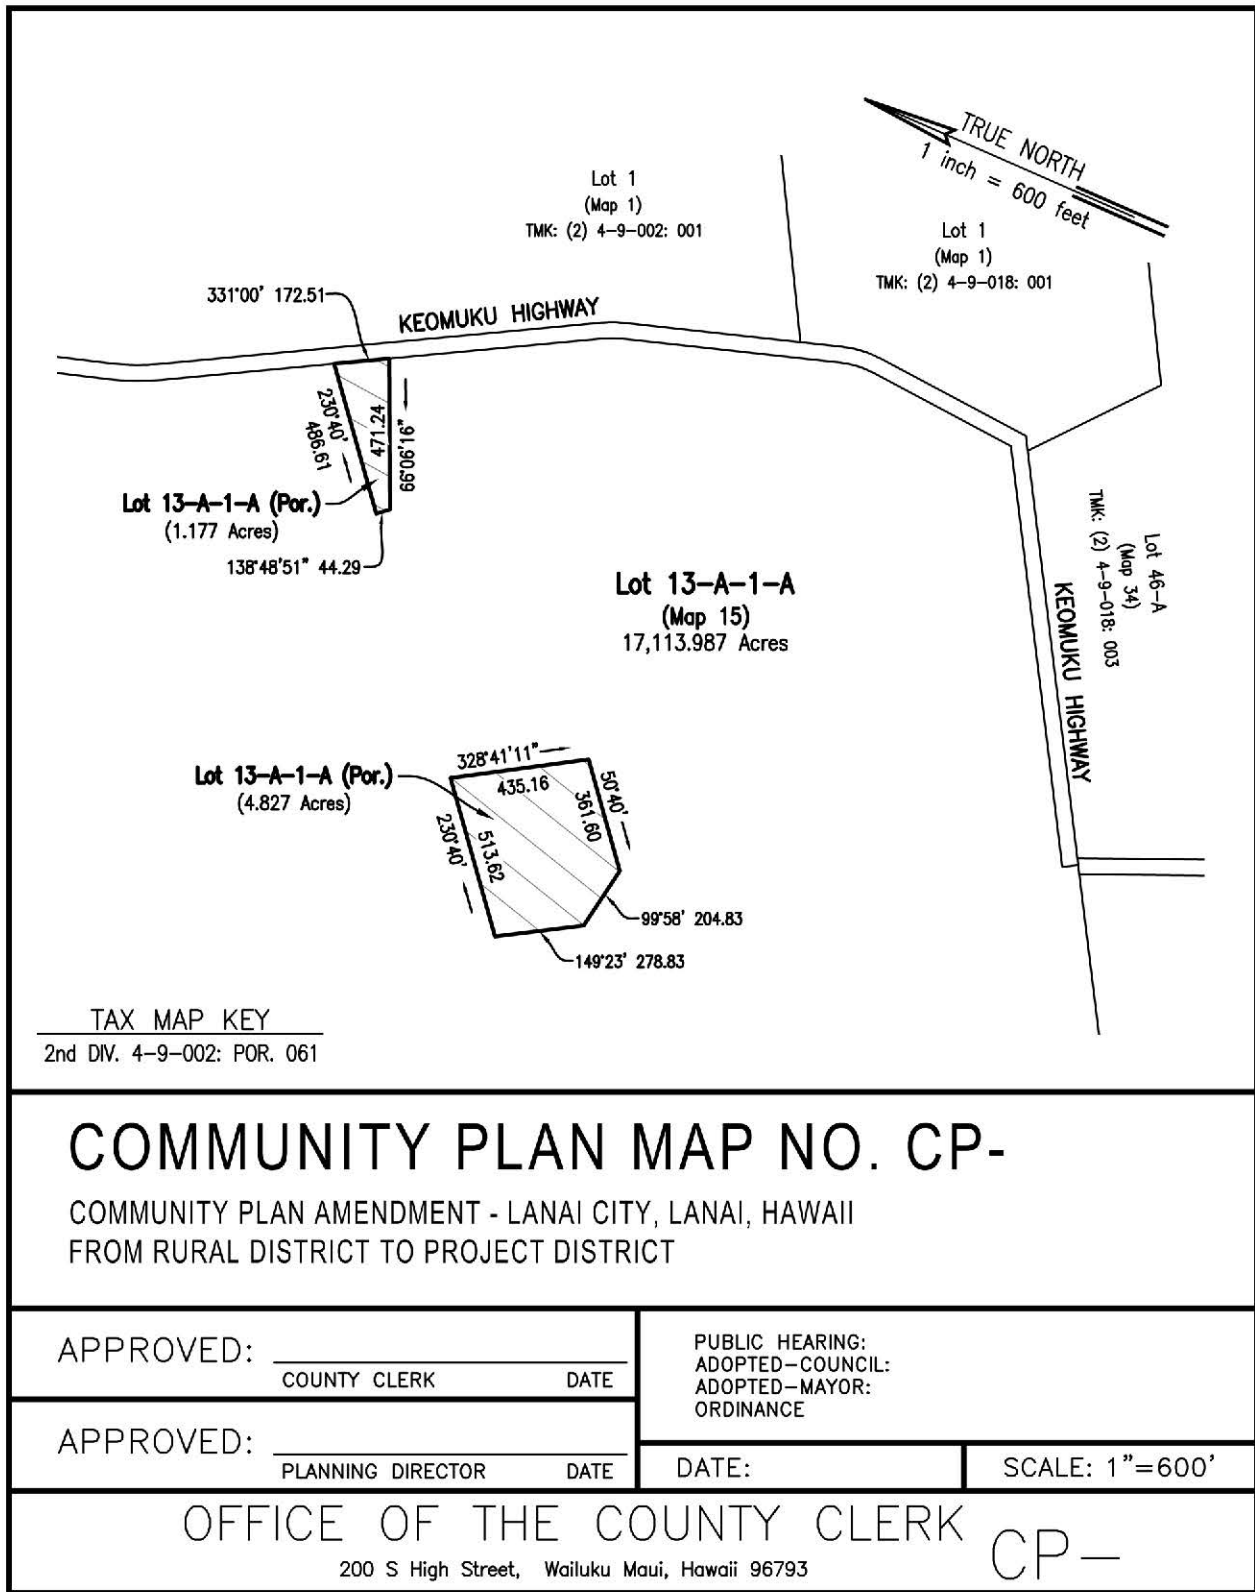 TRUE NORTH
1 inch = 600 feet
Lot 1
(Map 1)
TMK: (2) 4-9-002: 001
Lot 1
(Map 1)
TMK: (2) 4-9-018: 001
331°00' 172.51
KEOMUKU HIGHWAY
230°40'
486.61
471.24
66°06'16"
Lot 13-A-1-A (Por.)
(1.177 Acres)
138°48'51" 44.29
Lot 13-A-1-A
(Map 15)
17,113.987 Acres
Lot 46-A
(Map 34)
TMK: (2) 4-9-018: 003
KEOMUKU HIGHWAY
328°41'11"
435.16
Lot 13-A-1-A (Por.)
(4.827 Acres)
50°40'
361.60
230°40'
513.62
99°58' 204.83
149°23' 278.83
TAX MAP KEY
2nd DIV. 4-9-002: POR. 061
COMMUNITY PLAN MAP NO. CP-
COMMUNITY PLAN AMENDMENT - LANAI CITY, LANAI, HAWAII
FROM RURAL DISTRICT TO PROJECT DISTRICT
APPROVED:
COUNTY CLERK DATE
APPROVED:
PLANNING DIRECTOR DATE
PUBLIC HEARING:
ADOPTED-COUNCIL:
ADOPTED-MAYOR:
ORDINANCE
DATE:
SCALE: 1"=600'
OFFICE OF THE COUNTY CLERK
200 S High Street, Wailuku Maui, Hawaii 96793
CP-